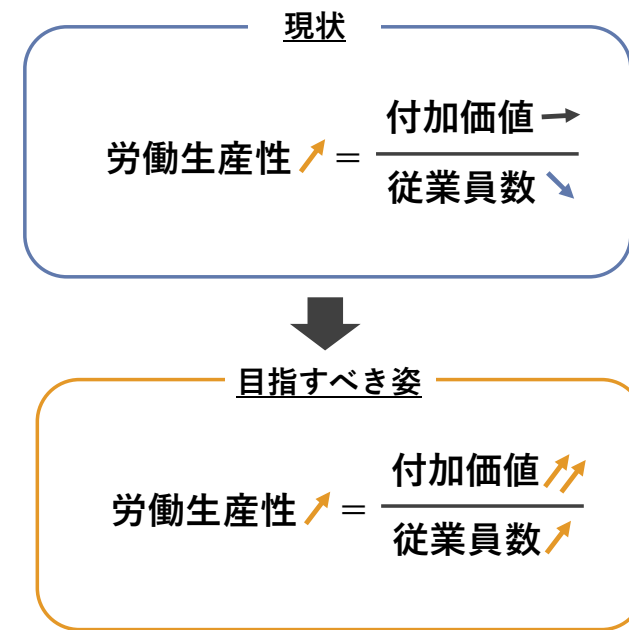 現状
付加価値→
労働生産性↗=
従業員数↘
目指すべき姿
付加価値↗↗
労働生産性↗=
従業員数↗